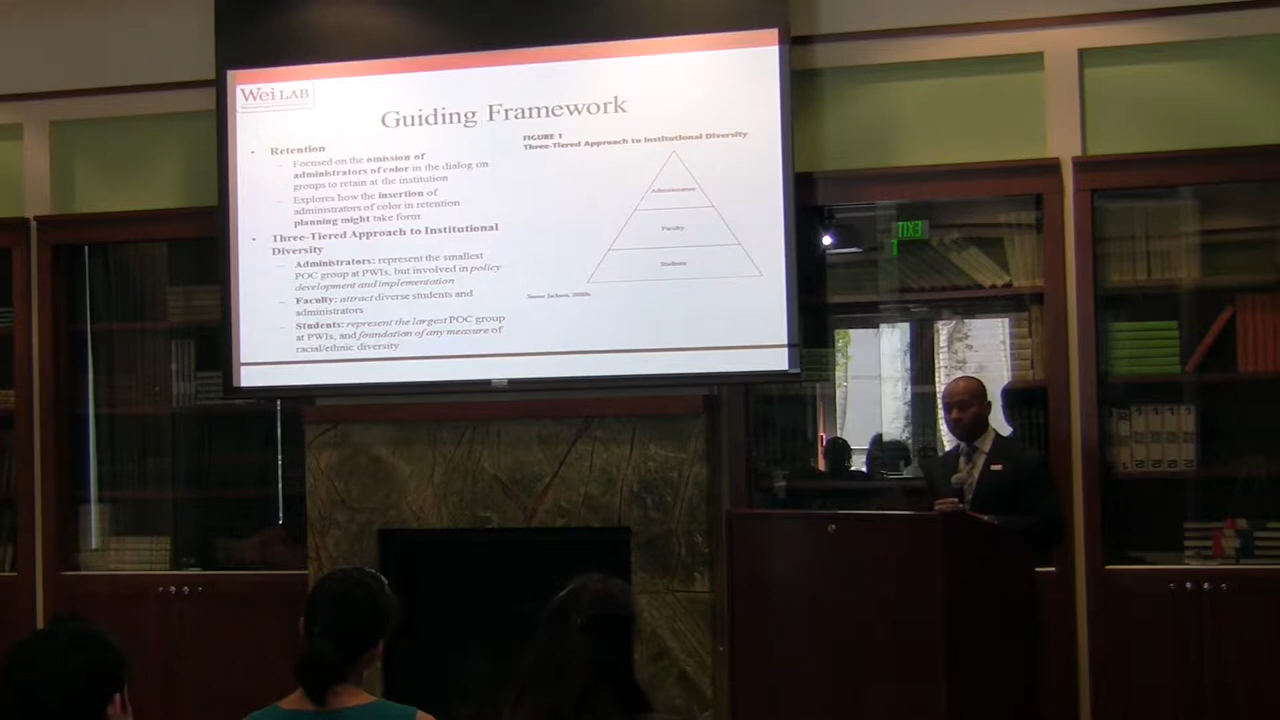 Wei LAB
Guiding Framework
• Retention
– Focused on the omission of
administrators of color in the dialog on
groups to retain at the institution
– Explores how the insertion of
administrators of color in retention
planning might take form
• Three-Tiered Approach to Institutional
Diversity
– Administrators: represent the smallest
POC group at PWIs, but involved in policy
development and implementation
– Faculty: attract diverse students and
administrators
– Students: represent the largest POC group
at PWIs, and foundation of any measure of
racial/ethnic diversity
FIGURE 1
Three-Tiered Approach to Institutional Diversity
Administrators
Faculty
Students
EXIT